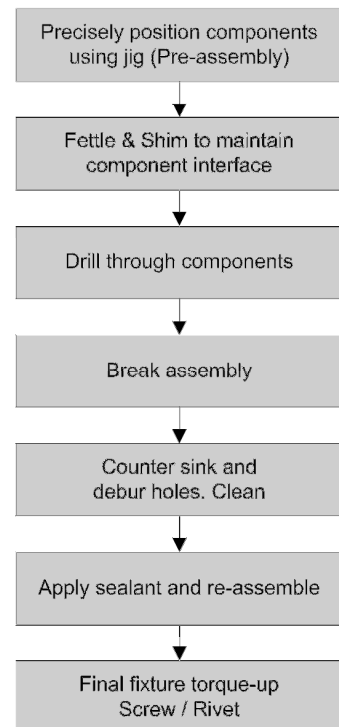 Precisely position components
using jig (Pre-assembly)
Fettle & Shim to maintain
component interface
Drill through components
Break assembly
Counter sink and
debur holes. Clean
Apply sealant and re-assemble
Final fixture torque-up
Screw / Rivet